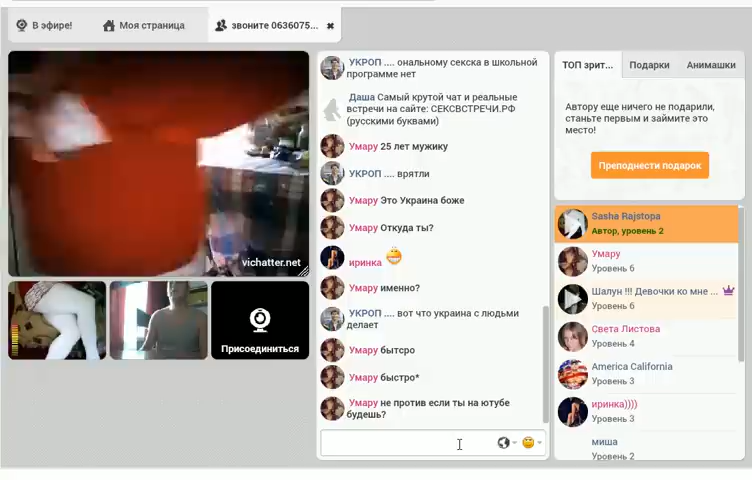 В эфире!
Моя страница
звоните 0636075...
vichatter.net
Присоединиться
УКРОП .... ональному секска в школьной
программе нет
Даша Самый крутой чат и реальные
встречи на сайте: СЕКСВСТРЕЧИ.РФ
(русскими буквами)
Умару 25 лет мужику
УКРОП .... врятли
Умару Это Украина боже
Умару Откуда ты?
иринка
Умару именно?
УКРОП .... вот что украина с людьми
делает
Умару бытсро
Умару быстро*
Умару не против если ты на ютубе
будешь?
ТОП зрит...
Подарки
Анимашки
Автору еще ничего не подарили,
станьте первым и займите это
место!
Преподнести подарок
Sasha Rajstopa
Автор, уровень 2
Умару
Уровень 6
Шалун !!! Девочки ко мне ...
Уровень 6
Света Листова
Уровень 4
America California
Уровень 3
иринка))))
Уровень 3
миша
Уровень 2